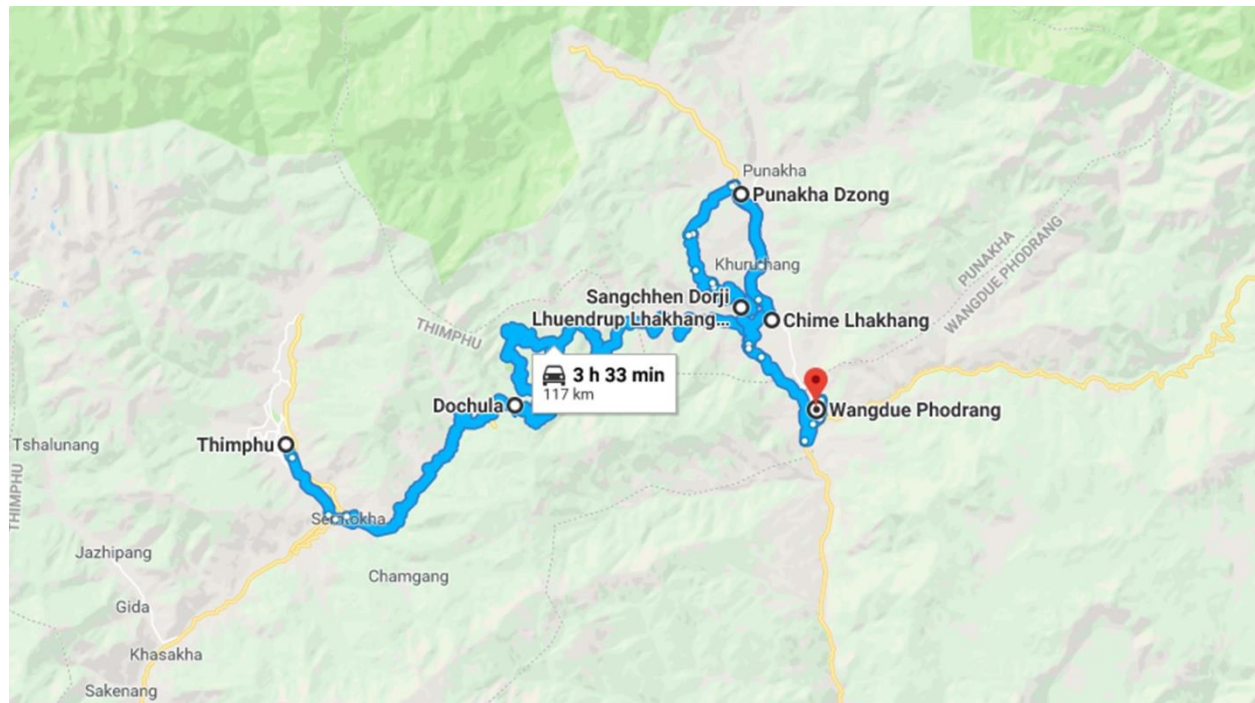 Punakha
Punakha Dzong
PUNAKHA
WANGDUE PHODRANG
Khuruchang
Sangchhen Dorji
Lhuendrup Lhakhang...
Chime Lhakhang
THIMPHU
3 h 33 min
117 km
Dochula
Wangdue Phodrang
Thimphu
Tshalunang
THIMPHU
Jazhipang
Chamgang
Gida
Khasakha
Sakenang